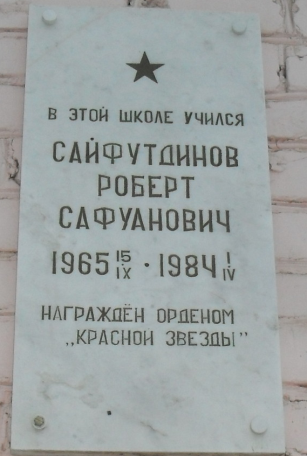 В ЭТОЙ ШКОЛЕ УЧИЛСЯ
САЙФУТДИНОВ
РОБЕРТ
САФУАНОВИЧ
1965 15/IX · 1984 1/IV
НАГРАЖДЁН ОРДЕНОМ
„КРАСНОЙ ЗВЕЗДЫ"